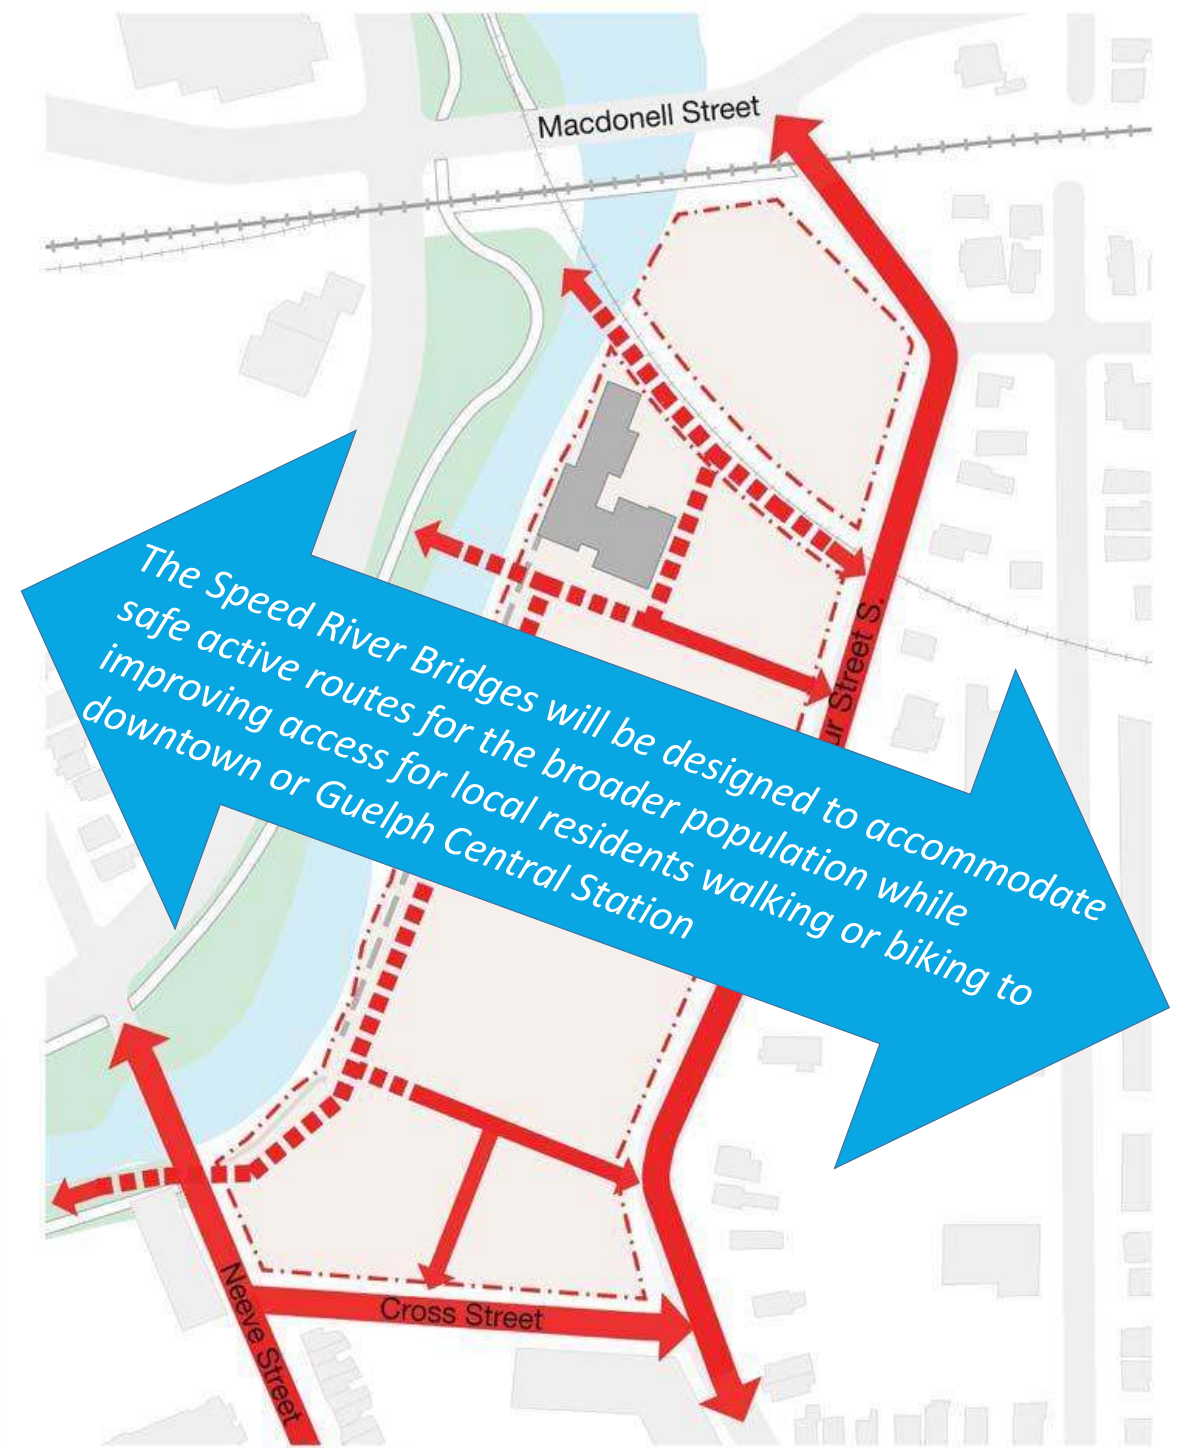 Macdonell Street
The Speed River Bridges will be designed to accommodate
safe active routes for the broader population while
improving access for local residents walking or biking to
downtown or Guelph Central Station
ur Street S.
Cross Street
Neeve Street